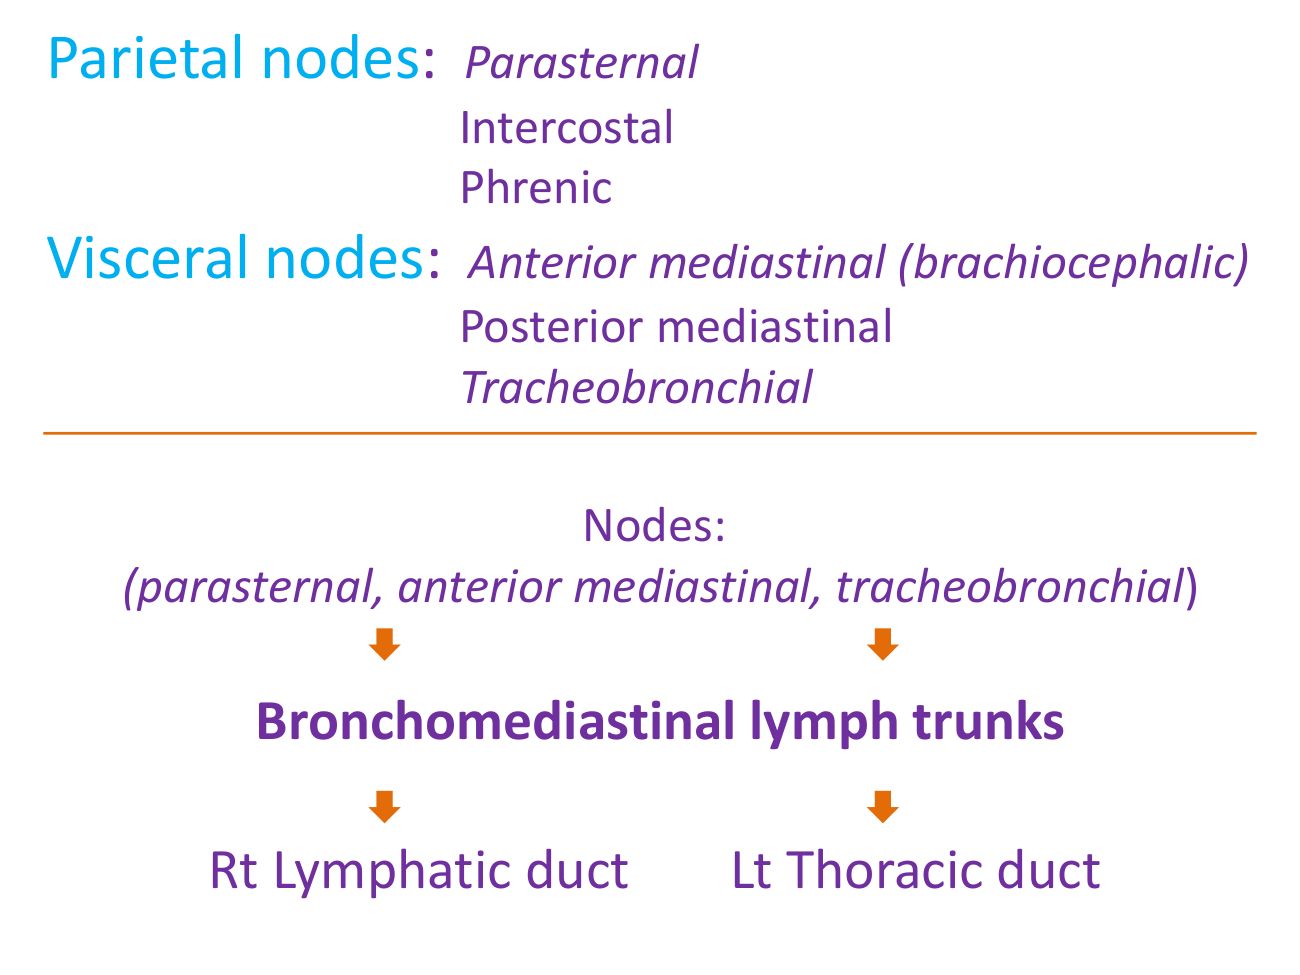 Parietal nodes: Parasternal
Intercostal
Phrenic
Visceral nodes: Anterior mediastinal (brachiocephalic)
Posterior mediastinal
Tracheobronchial
Nodes:
(parasternal, anterior mediastinal, tracheobronchial)
Bronchomediastinal lymph trunks
Rt Lymphatic duct Lt Thoracic duct